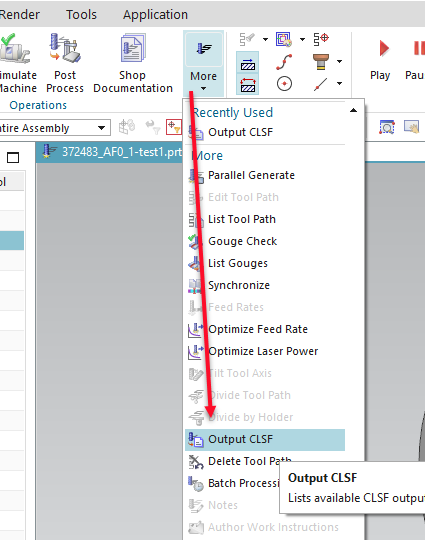 Render Tools Application
Simulate Machine
Post Process
Shop Documentation
More
Play
Pau
Operations
Entire Assembly
372483_AF0_1-test1.prt
ol
Recently Used
Output CLSF
More
Parallel Generate
Edit Tool Path
List Tool Path
Gouge Check
List Gouges
Synchronize
Feed Rates
Optimize Feed Rate
Optimize Laser Power
Tilt Tool Axis
Divide Tool Path
Divide by Holder
Output CLSF
Delete Tool Path
Batch Processi
Notes
Author Work Instructions
Output CLSF
Lists available CLSF outpu